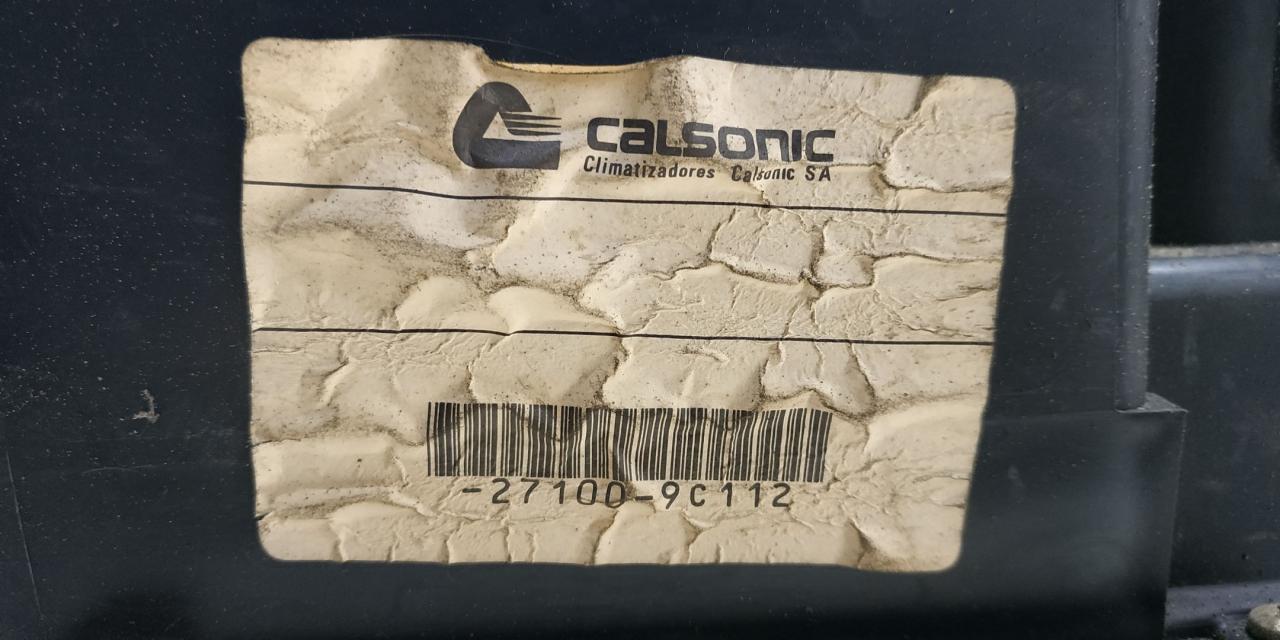 CALSONIC
Climatizadores Calsonic SA
-27100-9C112